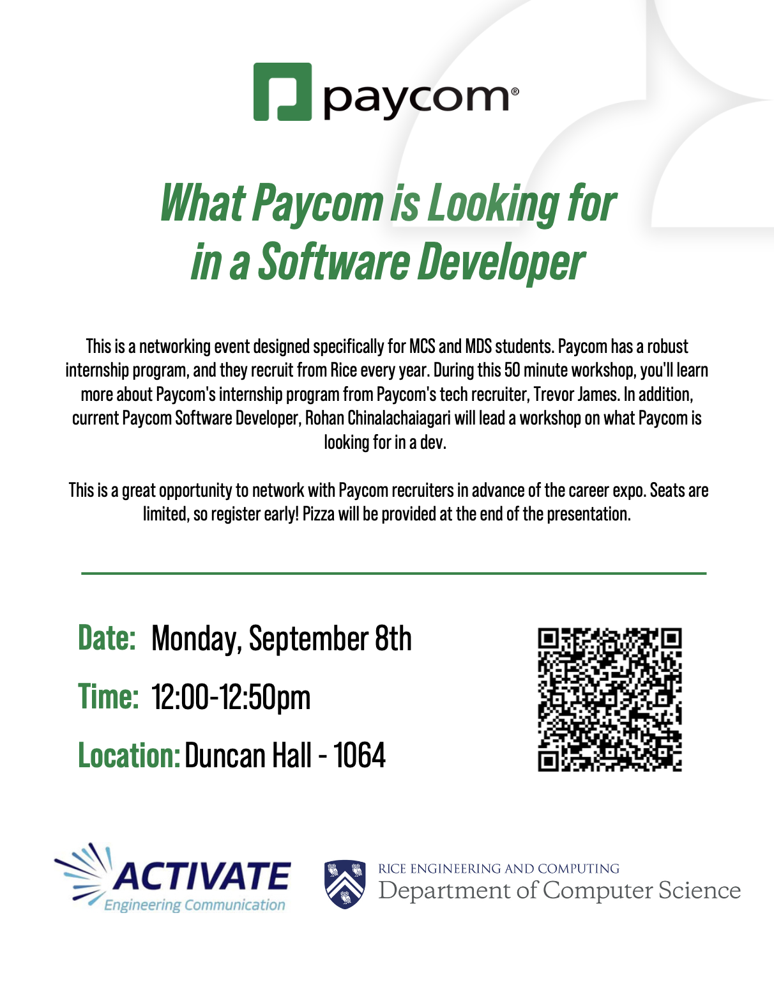 paycom®
What Paycom is Looking for
in a Software Developer
This is a networking event designed specifically for MCS and MDS students. Paycom has a robust
internship program, and they recruit from Rice every year. During this 50 minute workshop, you'll learn
more about Paycom's internship program from Paycom's tech recruiter, Trevor James. In addition,
current Paycom Software Developer, Rohan Chinalachaiagari will lead a workshop on what Paycom is
looking for in a dev.
This is a great opportunity to network with Paycom recruiters in advance of the career expo. Seats are
limited, so register early! Pizza will be provided at the end of the presentation.
Date: Monday, September 8th
Time: 12:00-12:50pm
Location: Duncan Hall - 1064
ACTIVATE
Engineering Communication
RICE ENGINEERING AND COMPUTING
Department of Computer Science